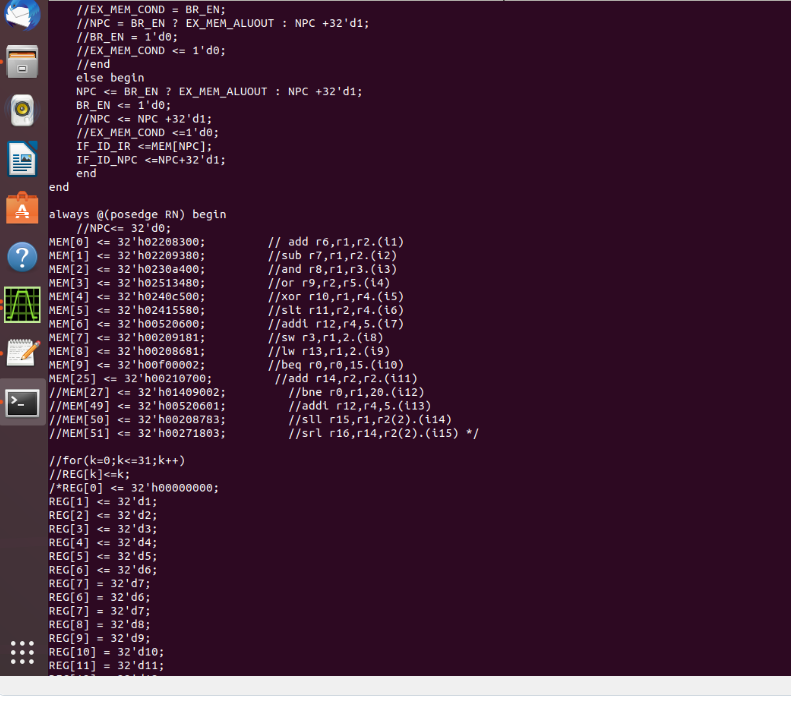 //EX_MEM_COND = BR_EN;
//NPC = BR_EN ? EX_MEM_ALUOUT : NPC +32'd1;
//BR_EN = 1'd0;
//EX_MEM_COND <= 1'd0;
//end
else begin
NPC <= BR_EN ? EX_MEM_ALUOUT : NPC +32'd1;
BR_EN <= 1'd0;
//NPC <= NPC +32'd1;
//EX_MEM_COND <=1'd0;
IF_ID_IR <=MEM[NPC];
IF_ID_NPC <=NPC+32'd1;
end
end
always @(posedge RN) begin
//NPC<= 32'd0;
MEM[0] <= 32'h02208300; // add r6,r1,r2.(i1)
MEM[1] <= 32'h02209380; //sub r7,r1,r2.(i2)
MEM[2] <= 32'h0230a400; //and r8,r1,r3.(i3)
MEM[3] <= 32'h02513480; //or r9,r2,r5.(i4)
MEM[4] <= 32'h0240c500; //xor r10,r1,r4.(i5)
MEM[5] <= 32'h02415580; //slt r11,r2,r4.(i6)
MEM[6] <= 32'h00520600; //addi r12,r4,5.(i7)
MEM[7] <= 32'h00209181; //sw r3,r1,2.(i8)
MEM[8] <= 32'h00208681; //lw r13,r1,2.(i9)
MEM[9] <= 32'h00f00002; //beq r0,r0,15.(i10)
MEM[25] <= 32'h00210700; //add r14,r2,r2.(i11)
//MEM[27] <= 32'h01409002; //bne r0,r1,20.(i12)
//MEM[49] <= 32'h00520601; //addi r12,r4,5.(i13)
//MEM[50] <= 32'h00208783; //sll r15,r1,r2(2).(i14)
//MEM[51] <= 32'h00271803; //srl r16,r14,r2(2).(i15) */
//for(k=0;k<=31;k++)
//REG[k]<=k;
/*REG[0] <= 32'h00000000;
REG[1] <= 32'd1;
REG[2] <= 32'd2;
REG[3] <= 32'd3;
REG[4] <= 32'd4;
REG[5] <= 32'd5;
REG[6] <= 32'd6;
REG[7] = 32'd7;
REG[6] = 32'd6;
REG[7] = 32'd7;
REG[8] = 32'd8;
REG[9] = 32'd9;
REG[10] = 32'd10;
REG[11] = 32'd11;